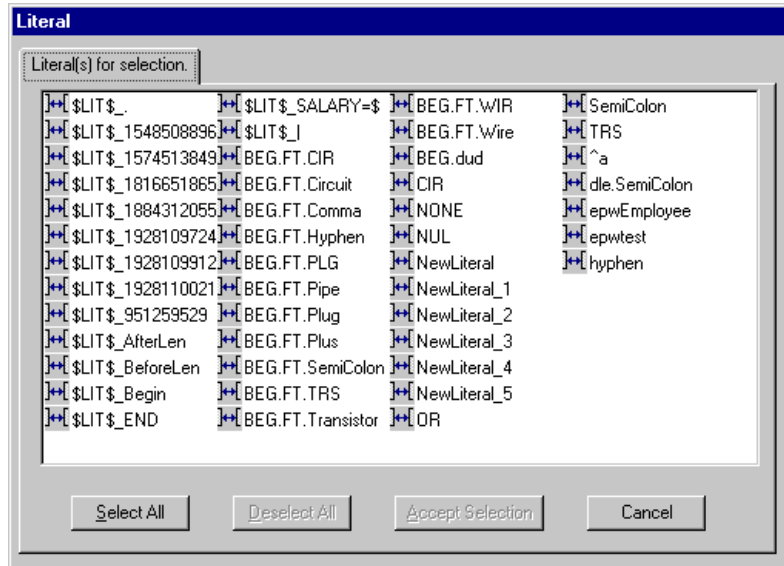 Literal
Literal(s) for selection.
$LIT$_. $LIT$_SALARY=$ BEG.FT.WIR SemiColon
$LIT$_1548508896 $LIT$_| BEG.FT.Wire TRS
$LIT$_1574513849 BEG.FT.CIR BEG.dud ^a
$LIT$_1816651865 BEG.FT.Circuit CIR dle.SemiColon
$LIT$_1884312055 BEG.FT.Comma NONE epwEmployee
$LIT$_1928109724 BEG.FT.Hyphen NUL epwtest
$LIT$_1928109912 BEG.FT.PLG NewLiteral hyphen
$LIT$_1928110021 BEG.FT.Pipe NewLiteral_1
$LIT$_951259529 BEG.FT.Plug NewLiteral_2
$LIT$_AfterLen BEG.FT.Plus NewLiteral_3
$LIT$_BeforeLen BEG.FT.SemiColon NewLiteral_4
$LIT$_Begin BEG.FT.TRS NewLiteral_5
$LIT$_END BEG.FT.Transistor OR
Select All Deselect All Accept Selection Cancel